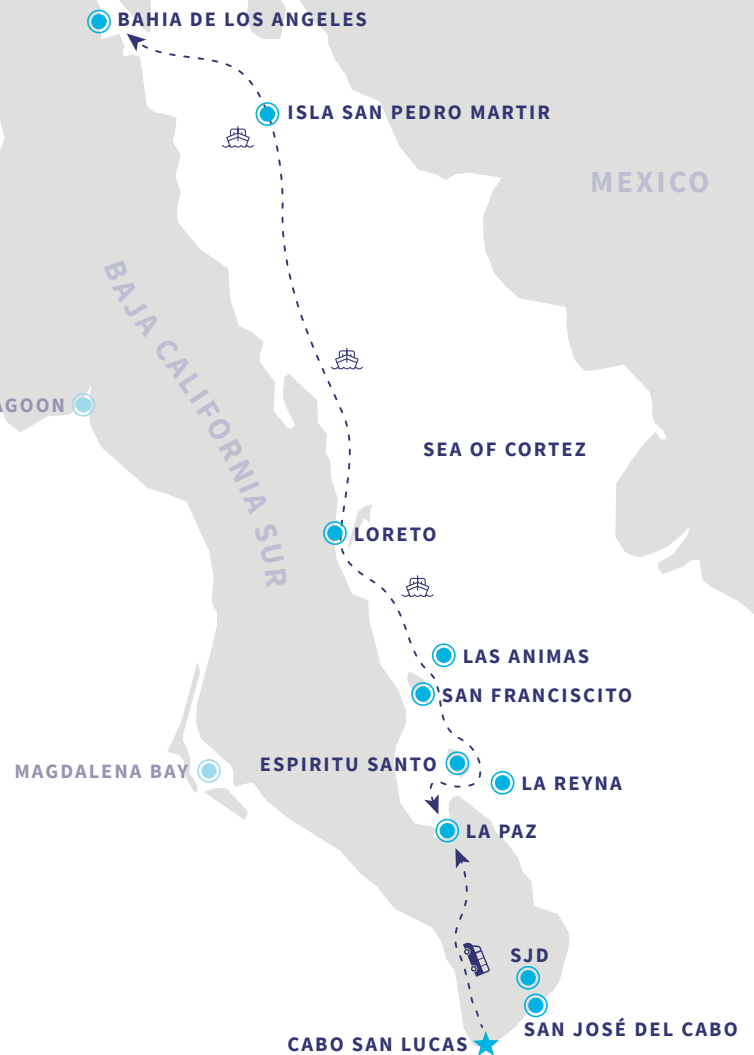 BAHIA DE LOS ANGELES
ISLA SAN PEDRO MARTIR
MEXICO
BAJA CALIFORNIA SUR
SEA OF CORTEZ
LORETO
LAS ANIMAS
SAN FRANCISCITO
ESPIRITU SANTO
MAGDALENA BAY
LA REYNA
LA PAZ
SJD
SAN JOSÉ DEL CABO
CABO SAN LUCAS